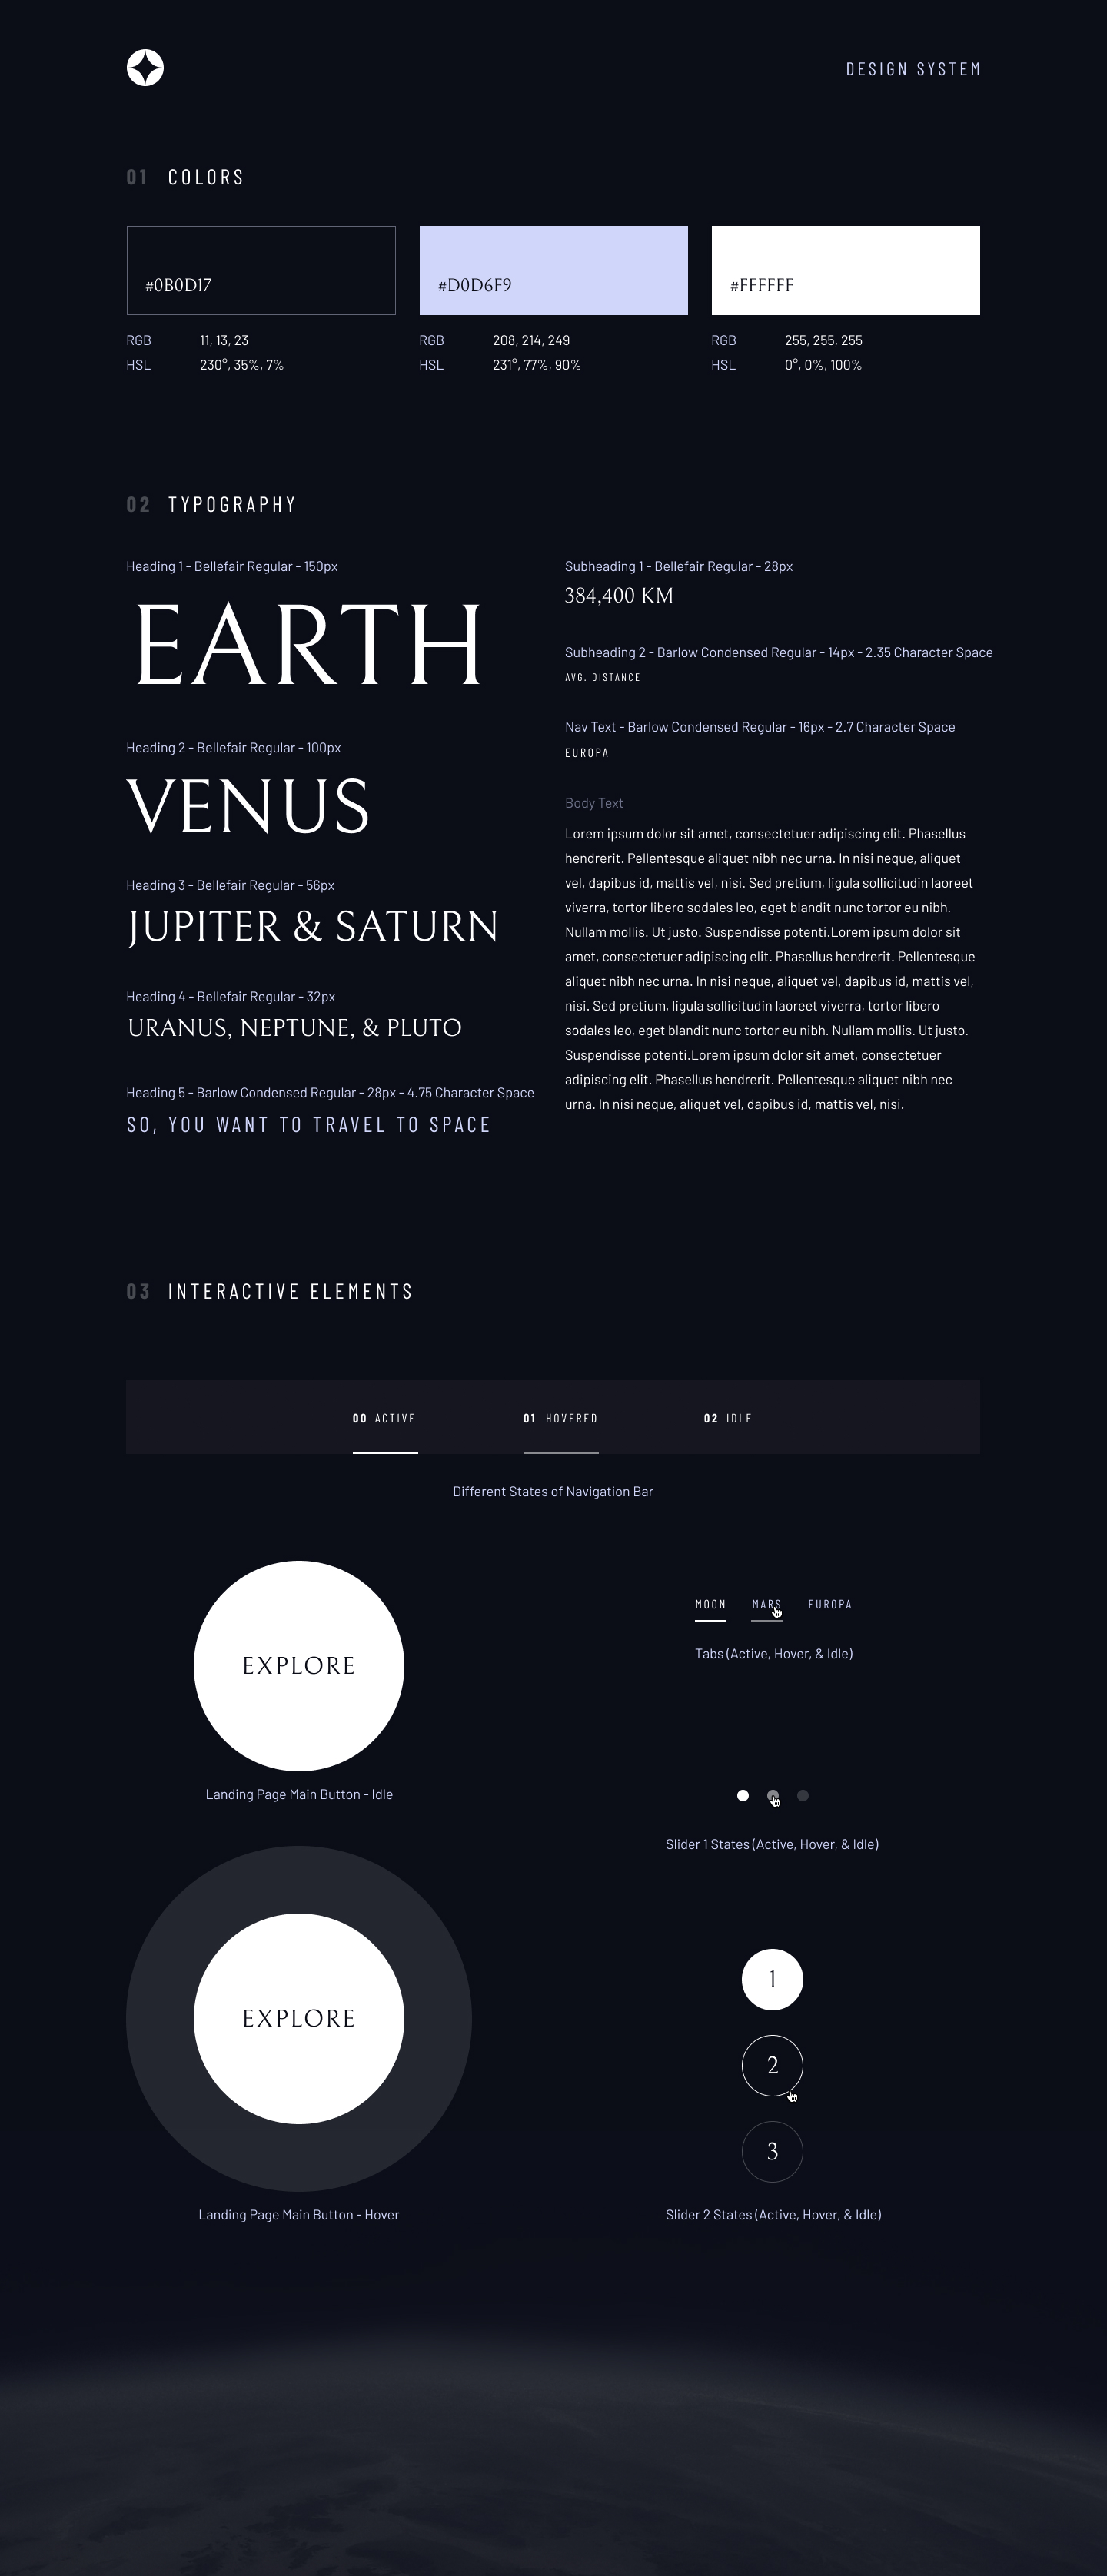 DESIGN SYSTEM
01 COLORS
#0B0D17
#D0D6F9
#FFFFFF
RGB 11, 13, 23
HSL 230°, 35%, 7%
RGB 208, 214, 249
HSL 231°, 77%, 90%
RGB 255, 255, 255
HSL 0°, 0%, 100%
02 TYPOGRAPHY
Heading 1 - Bellefair Regular - 150px
EARTH
Heading 2 - Bellefair Regular - 100px
VENUS
Heading 3 - Bellefair Regular - 56px
JUPITER & SATURN
Heading 4 - Bellefair Regular - 32px
URANUS, NEPTUNE, & PLUTO
Heading 5 - Barlow Condensed Regular - 28px - 4.75 Character Space
SO, YOU WANT TO TRAVEL TO SPACE
Subheading 1 - Bellefair Regular - 28px
384,400 KM
Subheading 2 - Barlow Condensed Regular - 14px - 2.35 Character Space
AVG. DISTANCE
Nav Text - Barlow Condensed Regular - 16px - 2.7 Character Space
EUROPA
Body Text
Lorem ipsum dolor sit amet, consectetuer adipiscing elit. Phasellus
hendrerit. Pellentesque aliquet nibh nec urna. In nisi neque, aliquet
vel, dapibus id, mattis vel, nisi. Sed pretium, ligula sollicitudin laoreet
viverra, tortor libero sodales leo, eget blandit nunc tortor eu nibh.
Nullam mollis. Ut justo. Suspendisse potenti.Lorem ipsum dolor sit
amet, consectetuer adipiscing elit. Phasellus hendrerit. Pellentesque
aliquet nibh nec urna. In nisi neque, aliquet vel, dapibus id, mattis vel,
nisi. Sed pretium, ligula sollicitudin laoreet viverra, tortor libero
sodales leo, eget blandit nunc tortor eu nibh. Nullam mollis. Ut justo.
Suspendisse potenti.Lorem ipsum dolor sit amet, consectetuer
adipiscing elit. Phasellus hendrerit. Pellentesque aliquet nibh nec
urna. In nisi neque, aliquet vel, dapibus id, mattis vel, nisi.
03 INTERACTIVE ELEMENTS
00 ACTIVE 01 HOVERED 02 IDLE
Different States of Navigation Bar
EXPLORE
Landing Page Main Button - Idle
EXPLORE
Landing Page Main Button - Hover
MOON MARS EUROPA
Tabs (Active, Hover, & Idle)
Slider 1 States (Active, Hover, & Idle)
1
2
3
Slider 2 States (Active, Hover, & Idle)